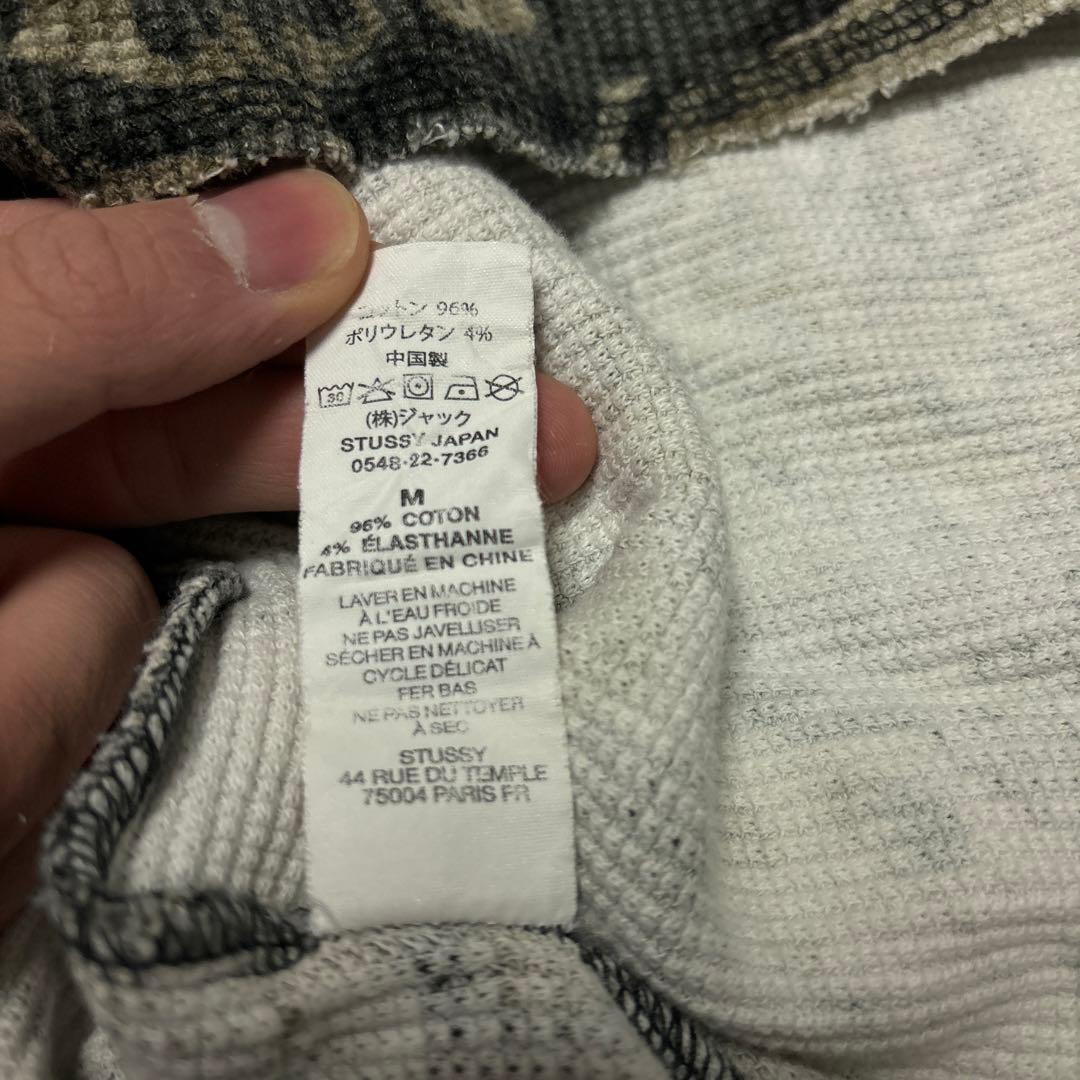 コットン 96%
ポリウレタン 4%
中国製
30
(株)ジャック
STUSSY JAPAN
0548-22-7366
M
96% COTON
4% ÉLASTHANNE
FABRIQUÉ EN CHINE
LAVER EN MACHINE
À L'EAU FROIDE
NE PAS JAVELLISER
SÉCHER EN MACHINE À
CYCLE DÉLICAT
FER BAS
NE PAS NETTOYER
À SEC
STUSSY
44 RUE DU TEMPLE
75004 PARIS FR